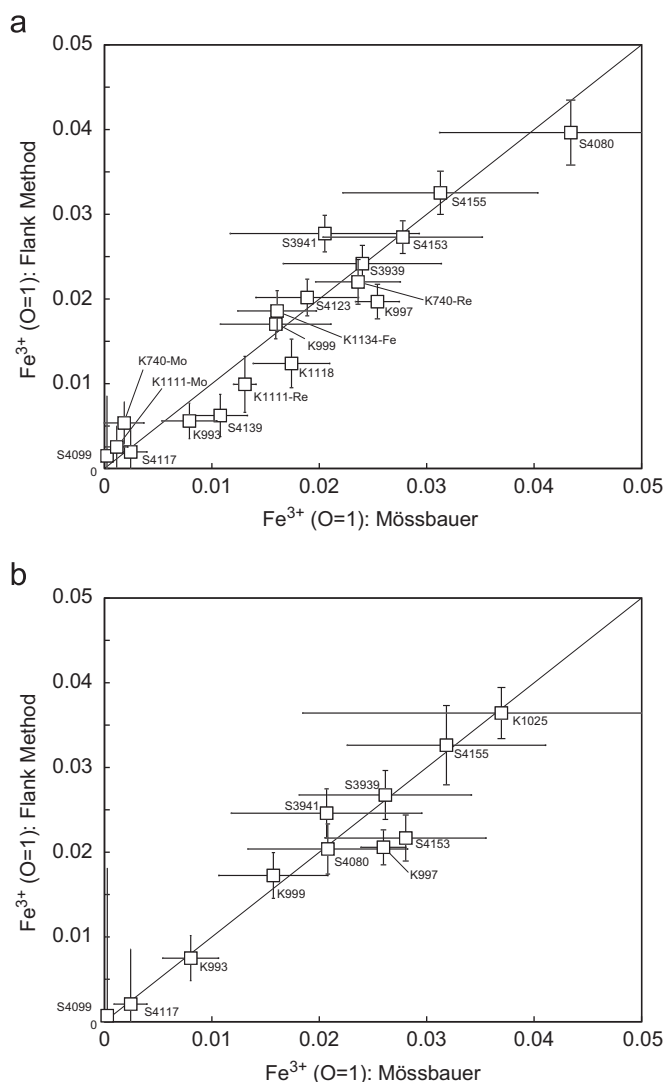 a
0.05
0.04
0.03
0.02
0.01
0
Fe3+ (O=1): Flank Method
S4080
S4155
S3941
S4153
S3939
S4123
K740-Re
K997
K1134-Fe
K999
K740-Mo
K1111-Mo
K1118
K1111-Re
K993
S4139
S4099
S4117
0
0.01
0.02
0.03
0.04
0.05
Fe3+ (O=1): Mössbauer
b
0.05
0.04
0.03
0.02
0.01
0
Fe3+ (O=1): Flank Method
K1025
S4155
S3939
S3941
S4153
S4080
K997
K999
K993
S4099
S4117
0
0.01
0.02
0.03
0.04
0.05
Fe3+ (O=1): Mössbauer